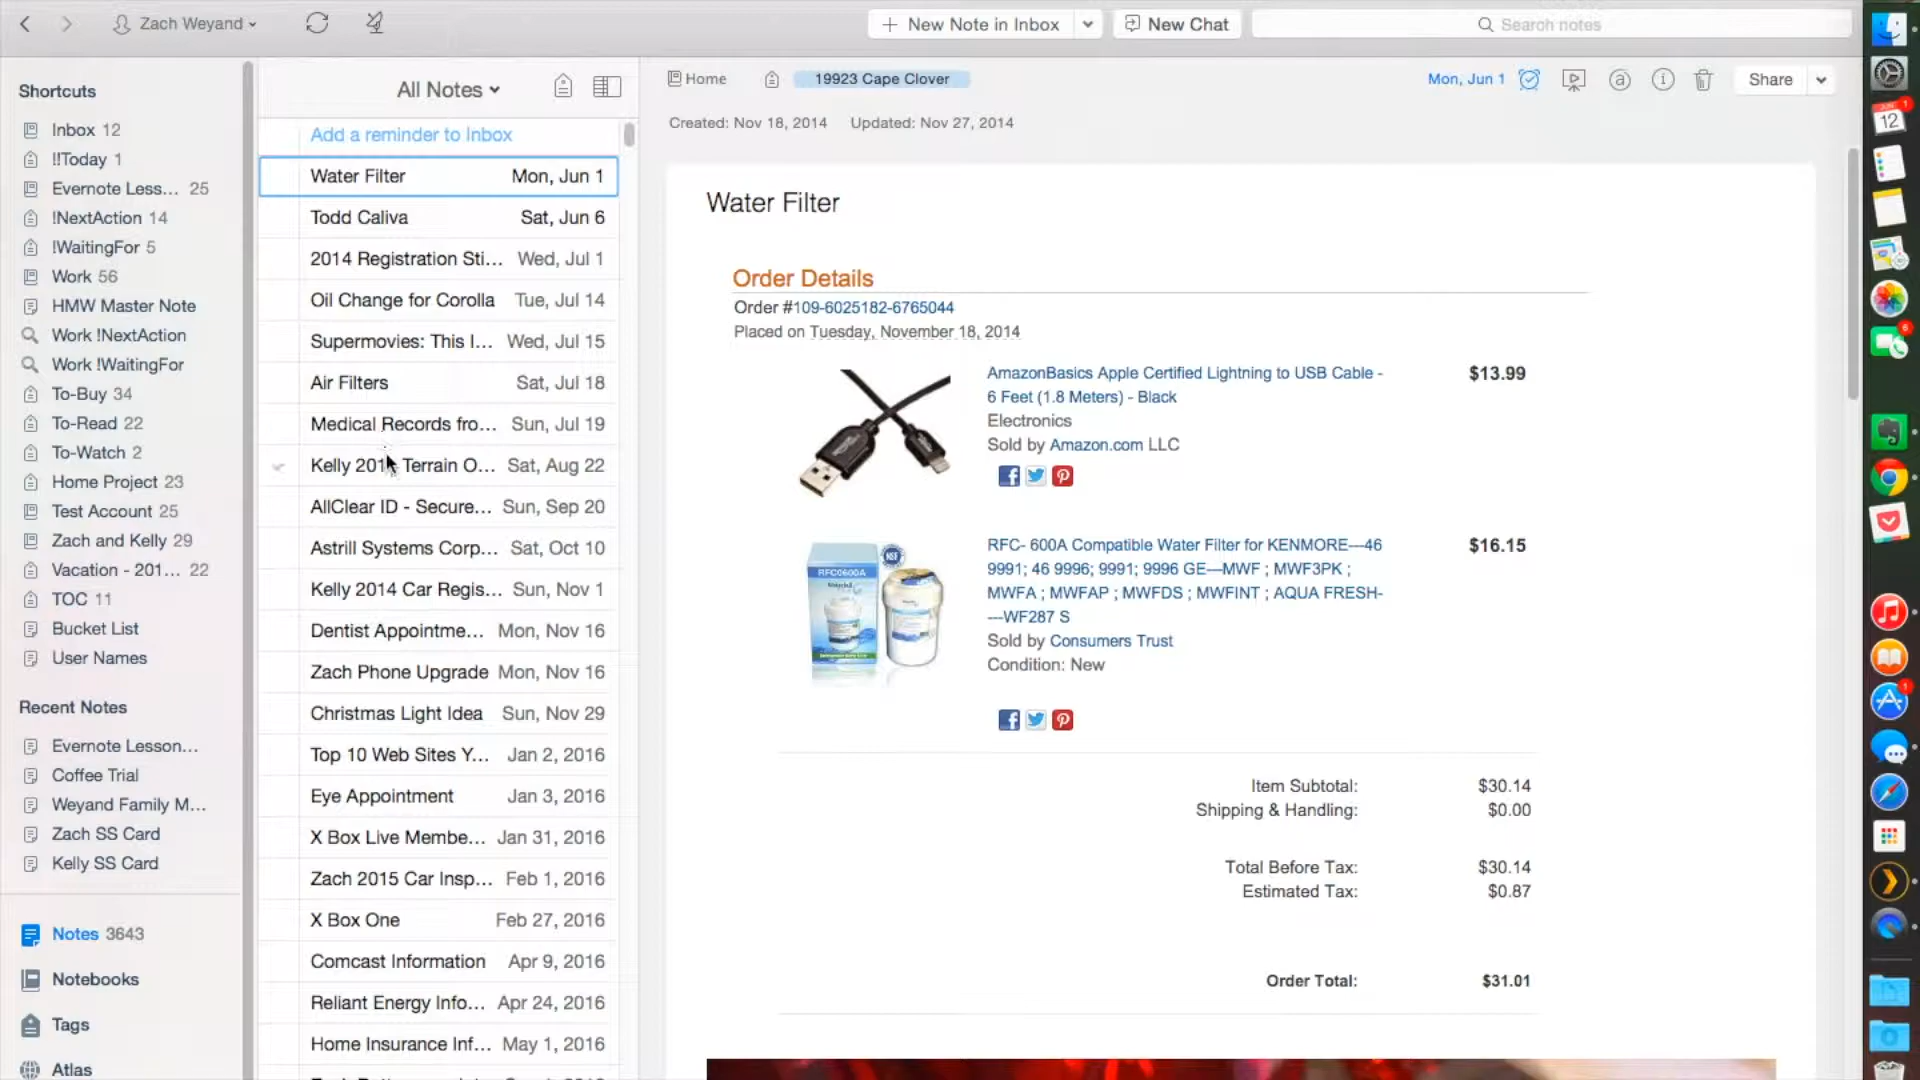 Zach Weyand
New Note in Inbox
New Chat
Search notes
Shortcuts
Inbox 12
!!Today 1
Evernote Less... 25
!NextAction 14
!WaitingFor 5
Work 56
HMW Master Note
Work !NextAction
Work !WaitingFor
To-Buy 34
To-Read 22
To-Watch 2
Home Project 23
Test Account 25
Zach and Kelly 29
Vacation - 201... 22
TOC 11
Bucket List
User Names
Recent Notes
Evernote Lesson...
Coffee Trial
Weyand Family M...
Zach SS Card
Kelly SS Card
Notes 3643
Notebooks
Tags
Atlas
All Notes
Add a reminder to Inbox
Water Filter Mon, Jun 1
Todd Caliva Sat, Jun 6
2014 Registration Sti... Wed, Jul 1
Oil Change for Corolla Tue, Jul 14
Supermovies: This I... Wed, Jul 15
Air Filters Sat, Jul 18
Medical Records fro... Sun, Jul 19
Kelly 201 Terrain O... Sat, Aug 22
AllClear ID - Secure... Sun, Sep 20
Astrill Systems Corp... Sat, Oct 10
Kelly 2014 Car Regis... Sun, Nov 1
Dentist Appointme... Mon, Nov 16
Zach Phone Upgrade Mon, Nov 16
Christmas Light Idea Sun, Nov 29
Top 10 Web Sites Y... Jan 2, 2016
Eye Appointment Jan 3, 2016
X Box Live Membe... Jan 31, 2016
Zach 2015 Car Insp... Feb 1, 2016
X Box One Feb 27, 2016
Comcast Information Apr 9, 2016
Reliant Energy Info... Apr 24, 2016
Home Insurance Inf... May 1, 2016
Home
19923 Cape Clover
Mon, Jun 1
Share
Created: Nov 18, 2014 Updated: Nov 27, 2014
Water Filter
Order Details
Order #109-6025182-6765044
Placed on Tuesday, November 18, 2014
AmazonBasics Apple Certified Lightning to USB Cable -
6 Feet (1.8 Meters) - Black
$13.99
Electronics
Sold by Amazon.com LLC
RFC0600A
NSF
RFC- 600A Compatible Water Filter for KENMORE---46
9991; 46 9996; 9991; 9996 GE---MWF ; MWF3PK ;
MWFA ; MWFAP ; MWFDS ; MWFINT ; AQUA FRESH-
---WF287 S
$16.15
Sold by Consumers Trust
Condition: New
Item Subtotal: $30.14
Shipping & Handling: $0.00
Total Before Tax: $30.14
Estimated Tax: $0.87
Order Total: $31.01
JUN
12
1
6
1